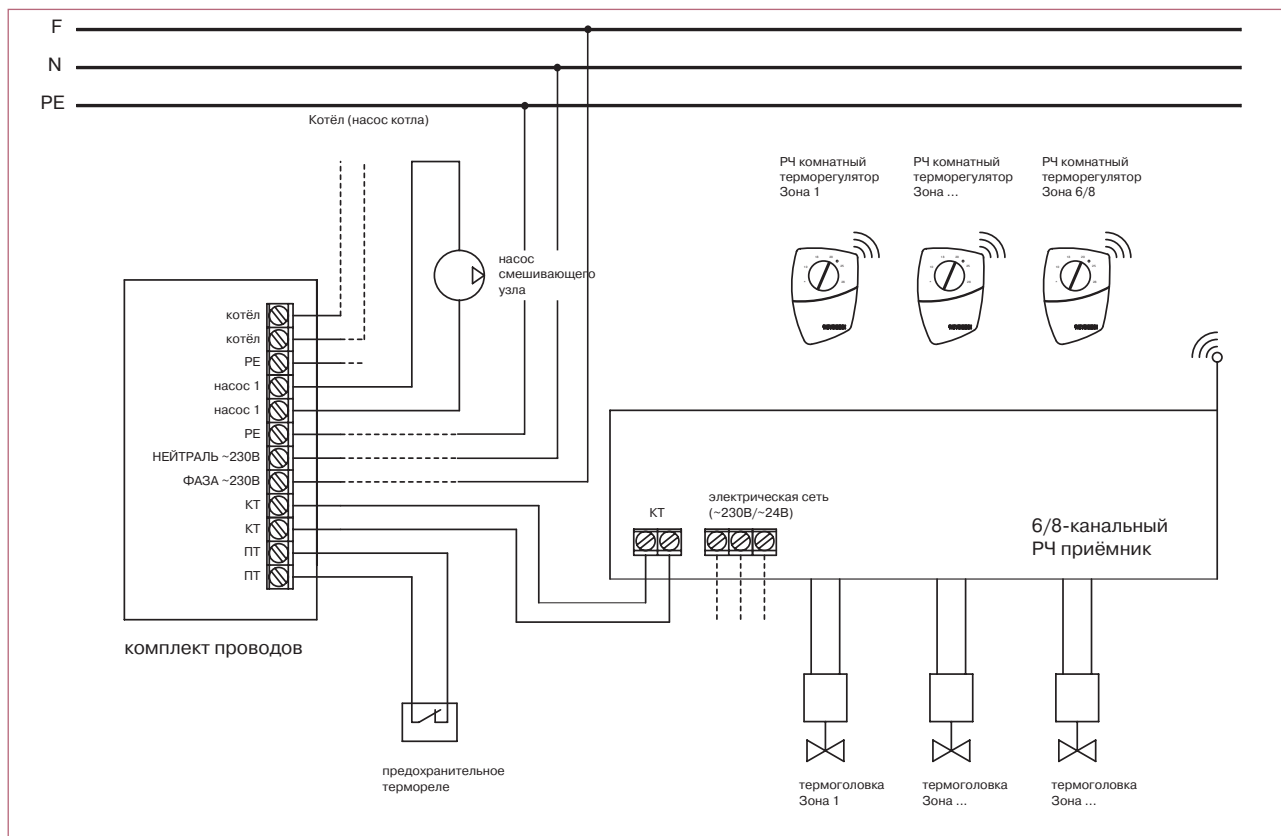 F
N
PE
Котёл (насос котла)
РЧ комнатный
терморегулятор
Зона 1
РЧ комнатный
терморегулятор
Зона ...
РЧ комнатный
терморегулятор
Зона 6/8
насос
смешивающего
узла
котёл
котёл
PE
насос 1
насос 1
PE
НЕЙТРАЛЬ ~230В
ФАЗА ~230В
КТ
КТ
ПТ
ПТ
комплект проводов
КТ
электрическая сеть
(~230В/~24В)
6/8-канальный
РЧ приёмник
предохранительное
термореле
термоголовка
Зона 1
термоголовка
Зона ...
термоголовка
Зона ...